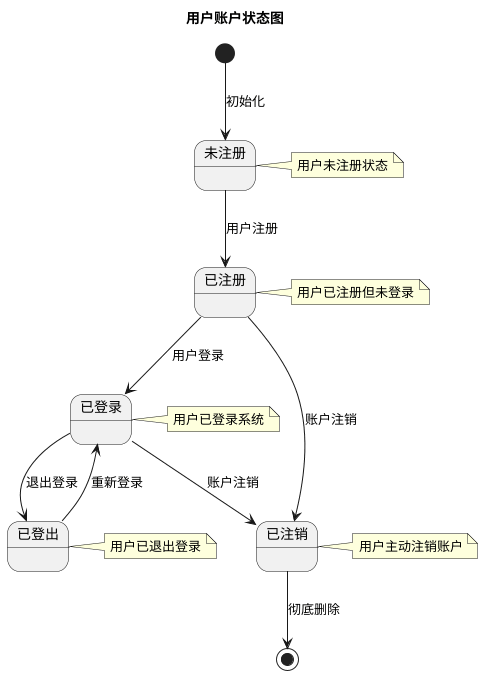 用户账户状态图
初始化
未注册
用户未注册状态
用户注册
已注册
用户已注册但未登录
用户登录
账户注销
已登录
用户已登录系统
退出登录
重新登录
账户注销
已登出
用户已退出登录
已注销
用户主动注销账户
彻底删除